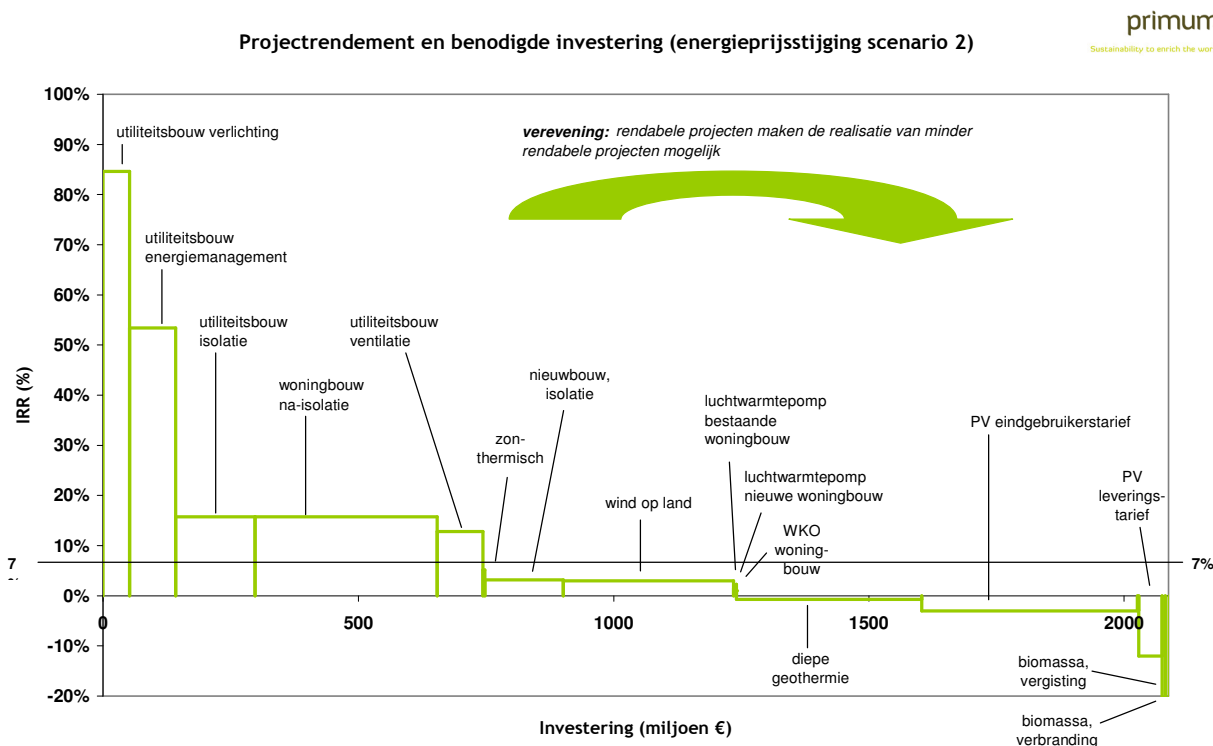 primum
Sustainability to enrich the wor
Projectrendement en benodigde investering (energieprijsstijging scenario 2)
100%
90%
80%
70%
60%
50%
40%
30%
20%
10%
0%
-10%
-20%
IRR (%)
7
7%
utiliteitsbouw verlichting
verevening: rendabele projecten maken de realisatie van minder
rendabele projecten mogelijk
utiliteitsbouw
energiemanagement
utiliteitsbouw
isolatie
woningbouw
na-isolatie
utiliteitsbouw
ventilatie
zon-
thermisch
nieuwbouw,
isolatie
wind op land
luchtwarmtepomp
bestaande
woningbouw
luchtwarmtepomp
nieuwe woningbouw
WKO
woning-
bouw
PV eindgebruikerstarief
PV
leverings-
tarief
diepe
geothermie
biomassa,
vergisting
biomassa,
verbranding
0
500
1000
1500
2000
Investering (miljoen €)